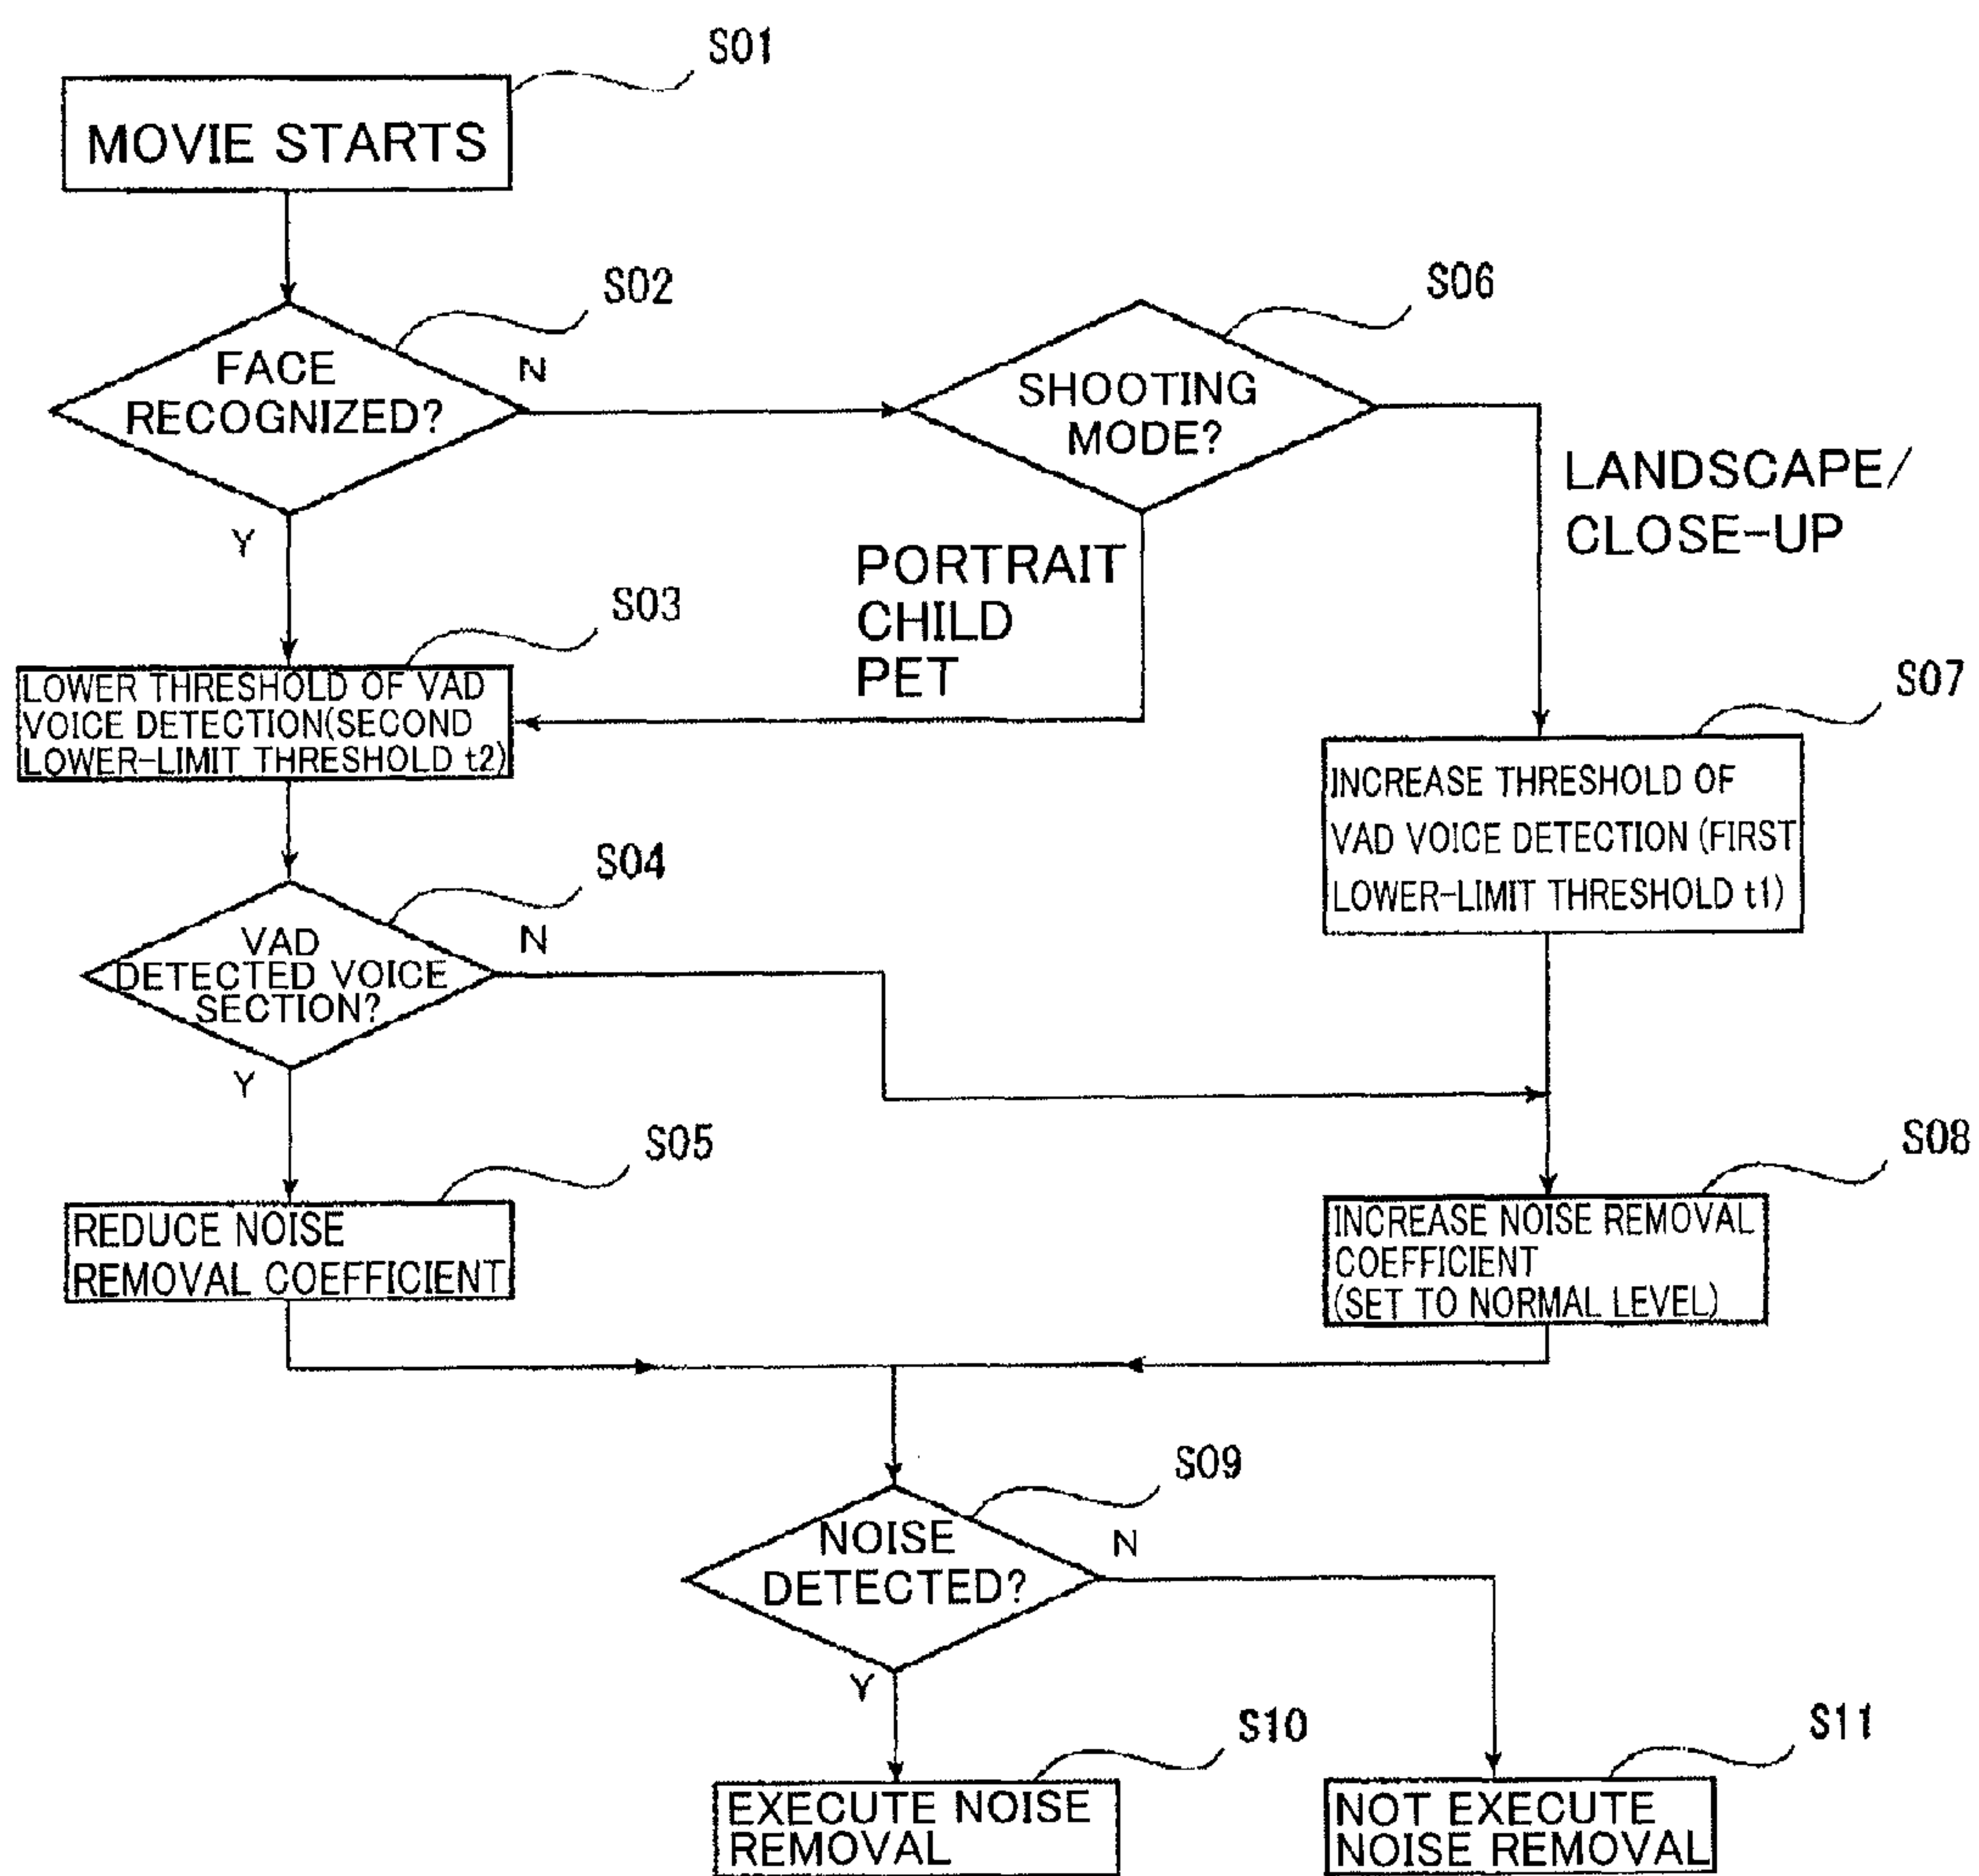 S01
MOVIE STARTS
S02
FACE
RECOGNIZED?
N
Y
S06
SHOOTING
MODE?
LANDSCAPE/
CLOSE-UP
PORTRAIT
CHILD
PET
S03
LOWER THRESHOLD OF VAD
VOICE DETECTION(SECOND
LOWER-LIMIT THRESHOLD t2)
S07
INCREASE THRESHOLD OF
VAD VOICE DETECTION (FIRST
LOWER-LIMIT THRESHOLD t1)
S04
VAD
DETECTED VOICE
SECTION?
N
Y
S05
REDUCE NOISE
REMOVAL COEFFICIENT
S08
INCREASE NOISE REMOVAL
COEFFICIENT
(SET TO NORMAL LEVEL)
S09
NOISE
DETECTED?
N
Y
S10
EXECUTE NOISE
REMOVAL
S11
NOT EXECUTE
NOISE REMOVAL